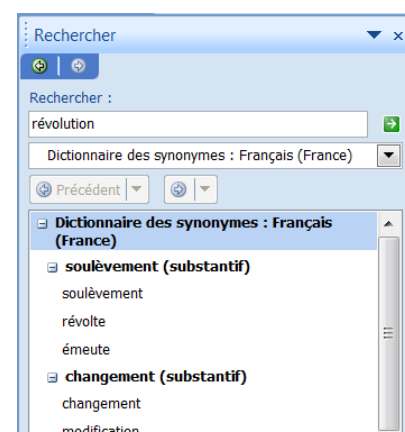 Rechercher
Rechercher :
révolution
Dictionnaire des synonymes : Français (France)
Précédent
Dictionnaire des synonymes : Français
(France)
soulèvement (substantif)
soulèvement
révolte
émeute
changement (substantif)
changement
modification